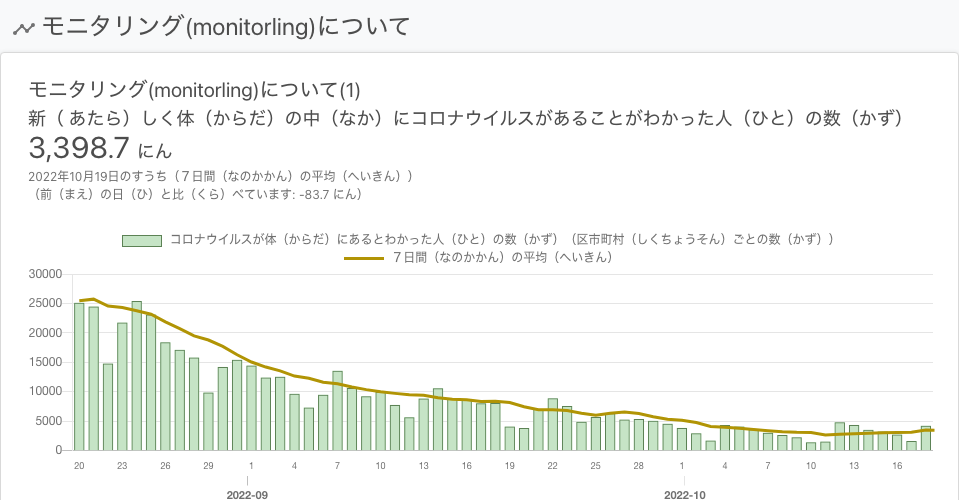 モニタリング(monitorling)について
モニタリング(monitorling)について(1)
新（ あたら）しく体（からだ）の中（なか）にコロナウイルスがあることがわかった人（ひと）の数（かず）
3,398.7 にん
2022年10月19日のすうち（７日間（なのかかん）の平均（へいきん））
（前（まえ）の日（ひ）と比（くら）べています: -83.7 にん）
コロナウイルスが体（からだ）にあるとわかった人（ひと）の数（かず）（区市町村（しくちょうそん）ごとの数（かず））
７日間（なのかかん）の平均（へいきん）
30000
25000
20000
15000
10000
5000
0
20 23 26 29 1 4 7 10 13 16 19 22 25 28 1 4 7 10 13 16
2022-09 2022-10